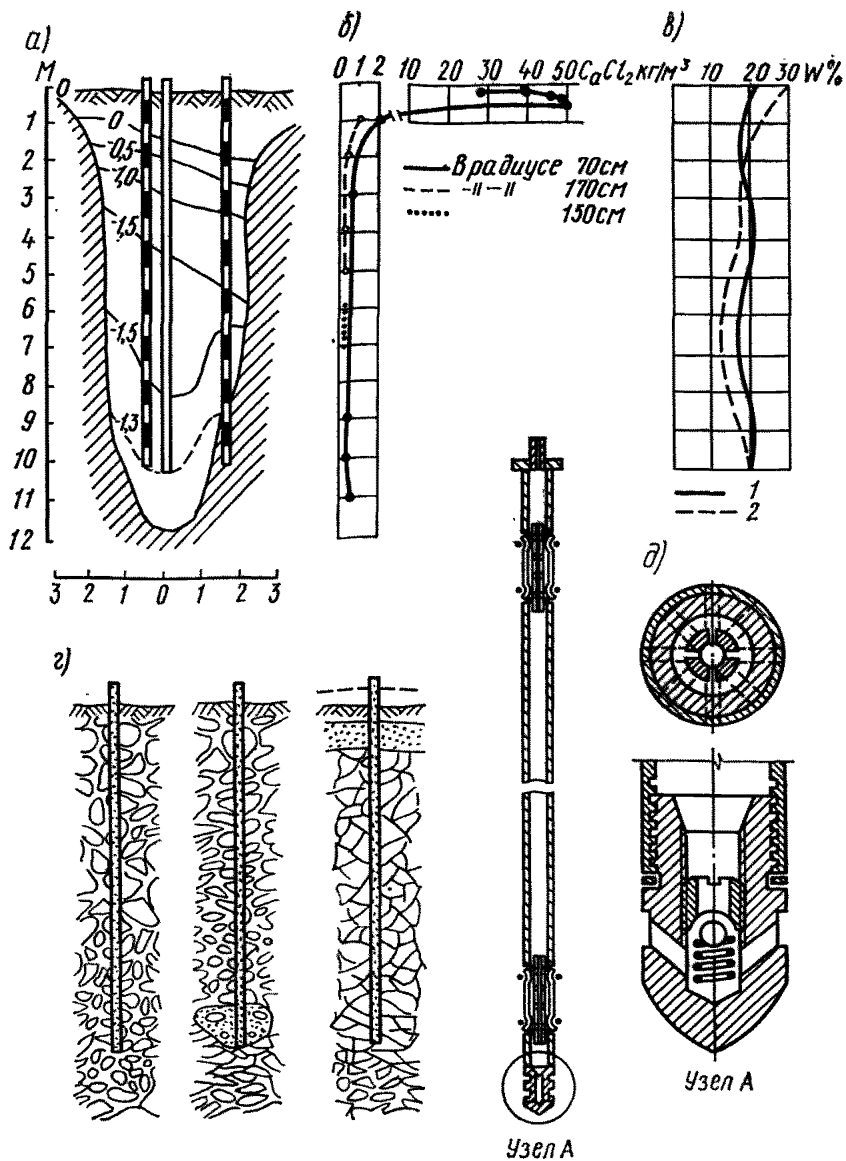 а)
М
0
1
2
3
4
5
6
7
8
9
10
11
12
0
-0,5
-1,0
-1,5
-1,5
-1,3
3 2 1 0 1 2 3
б)
0 1 2 10 20 30 40 50 CaCl2 кг/м³
В радиусе 70см
-"-" 170см
150см
в)
10 20 30 W%
1
2
г)
Узел А
д)
Узел А